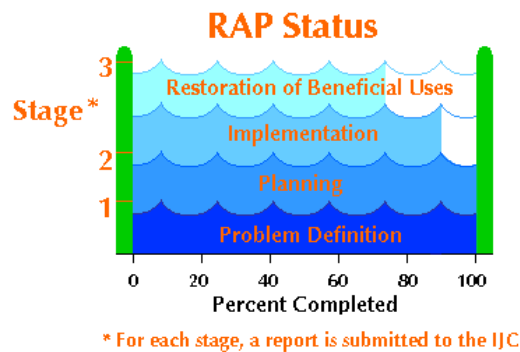 RAP Status
3
Restoration of Beneficial Uses
Stage*
Implementation
2
Planning
1
Problem Definition
0 20 40 60 80 100
Percent Completed
* For each stage, a report is submitted to the IJC